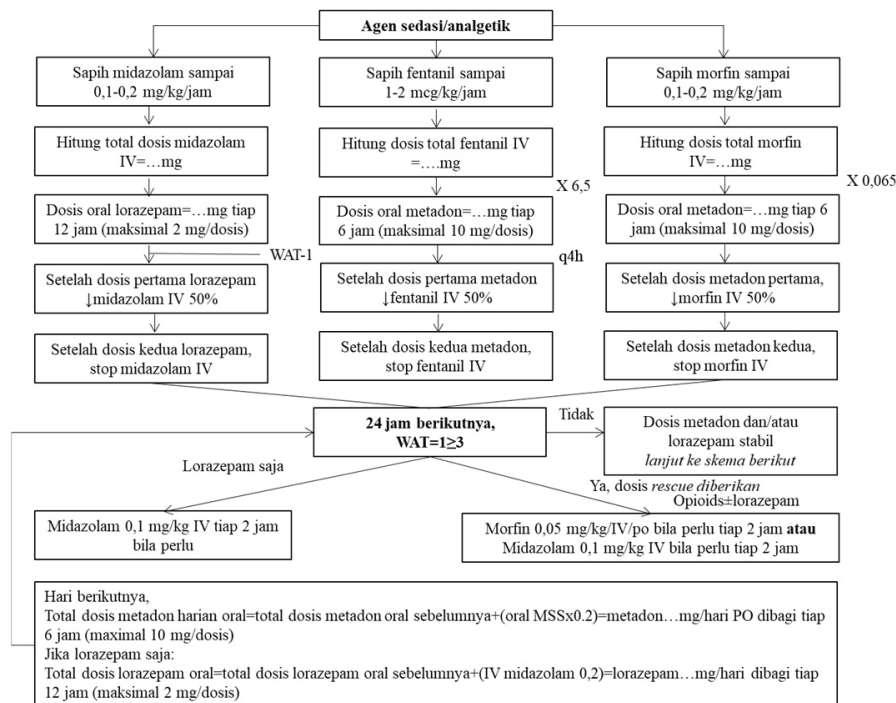 Agen sedasi/analgetik
Sapih midazolam sampai
0,1-0,2 mg/kg/jam
Sapih fentanil sampai
1-2 mcg/kg/jam
Sapih morfin sampai
0,1-0,2 mg/kg/jam
Hitung total dosis midazolam
IV=…mg
Hitung dosis total fentanil IV
=….mg
Hitung dosis total morfin
IV=…mg
X 6,5
X 0,065
Dosis oral lorazepam=…mg tiap
12 jam (maksimal 2 mg/dosis)
Dosis oral metadon=…mg tiap
6 jam (maksimal 10 mg/dosis)
Dosis oral metadon=…mg tiap 6
jam (maksimal 10 mg/dosis)
WAT-1
q4h
Setelah dosis pertama lorazepam
↓midazolam IV 50%
Setelah dosis pertama metadon
↓fentanil IV 50%
Setelah dosis metadon pertama,
↓morfin IV 50%
Setelah dosis kedua lorazepam,
stop midazolam IV
Setelah dosis kedua metadon,
stop fentanil IV
Setelah dosis metadon kedua,
stop morfin IV
24 jam berikutnya,
WAT=1≥3
Tidak
Dosis metadon dan/atau
lorazepam stabil
lanjut ke skema berikut
Lorazepam saja
Ya, dosis rescue diberikan
Opioids±lorazepam
Midazolam 0,1 mg/kg IV tiap 2 jam
bila perlu
Morfin 0,05 mg/kg/IV/po bila perlu tiap 2 jam atau
Midazolam 0,1 mg/kg IV bila perlu tiap 2 jam
Hari berikutnya,
Total dosis metadon harian oral=total dosis metadon oral sebelumnya+(oral MSSx0.2)=metadon…mg/hari PO dibagi tiap
6 jam (maximal 10 mg/dosis)
Jika lorazepam saja:
Total dosis lorazepam oral=total dosis lorazepam oral sebelumnya+(IV midazolam 0,2)=lorazepam…mg/hari dibagi tiap
12 jam (maksimal 2 mg/dosis)